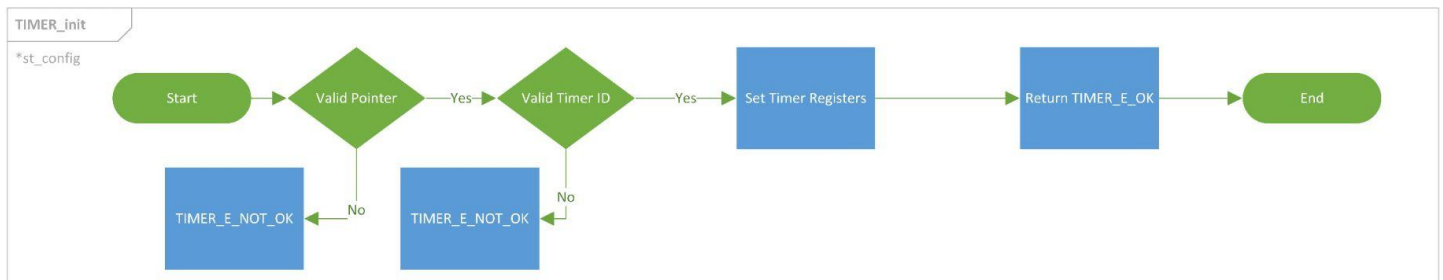 TIMER_init
*st_config
Start
Valid Pointer
Yes
Valid Timer ID
Yes
Set Timer Registers
Return TIMER_E_OK
End
No
TIMER_E_NOT_OK
No
TIMER_E_NOT_OK